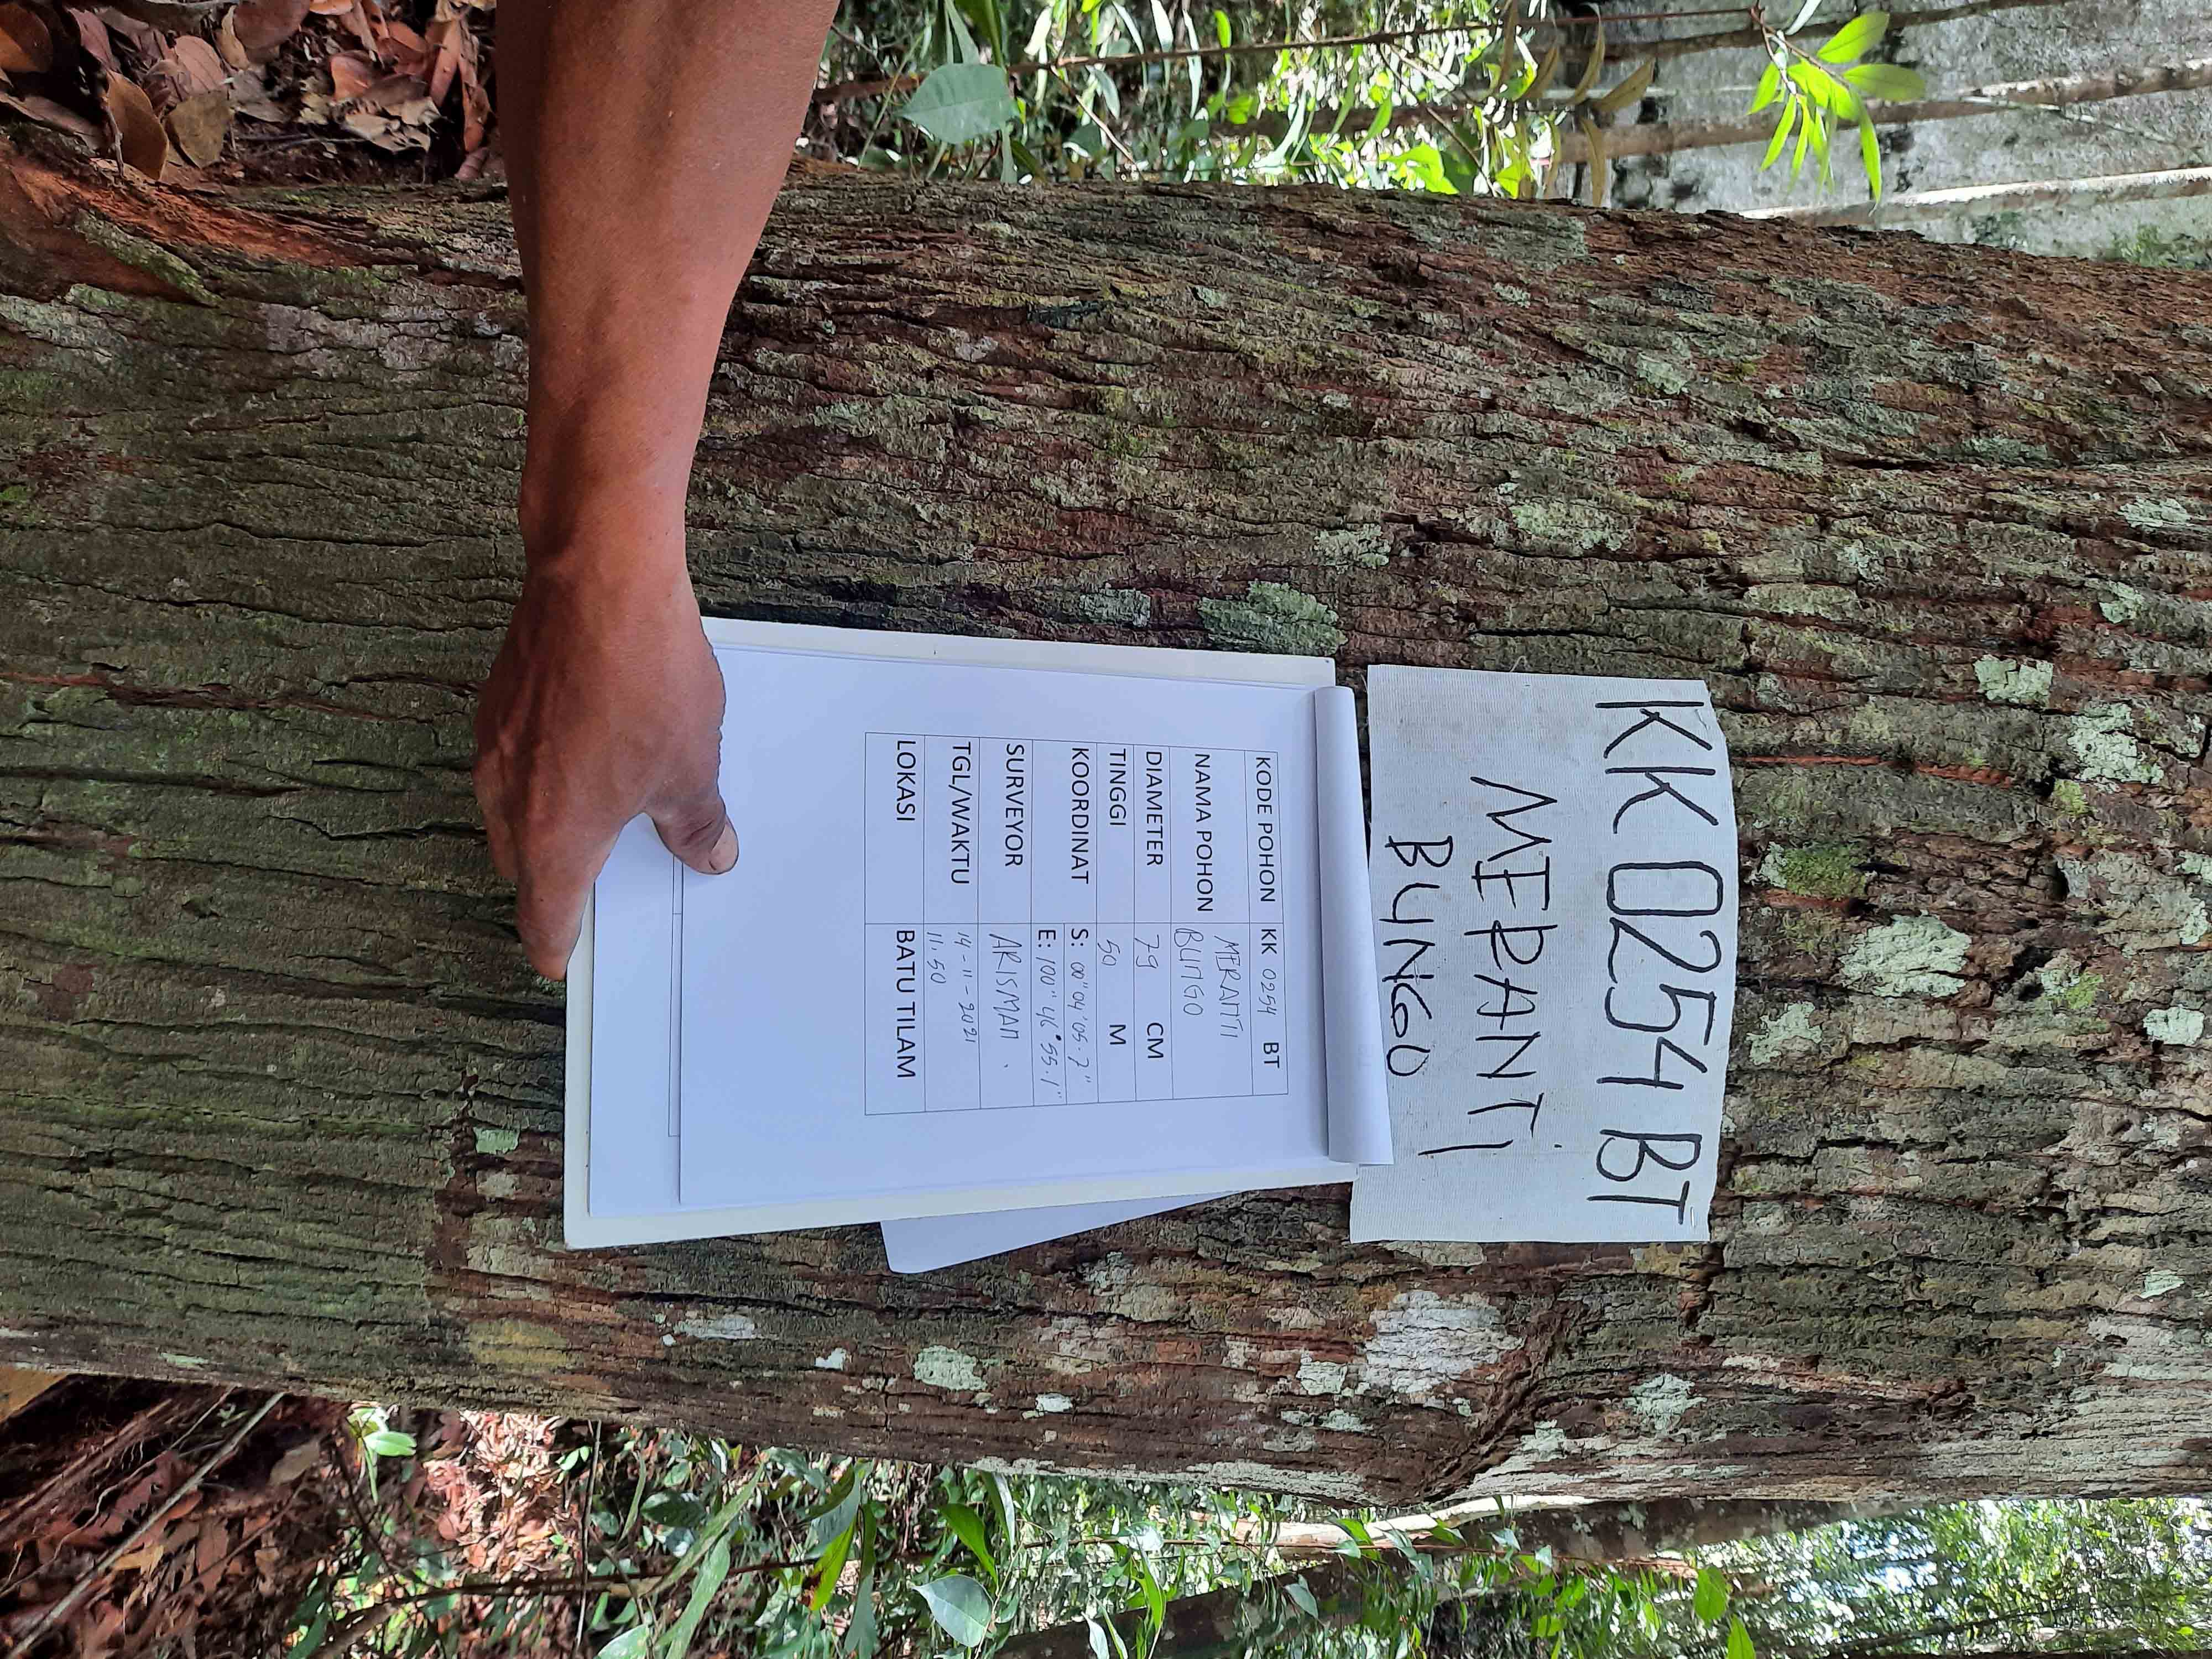 KK 0254 BT
MERANTi
BUNGO
KODE POHON KK 0254 BT
NAMA POHON MERANTI
BUNGO
DIAMETER 79 CM
TINGGI 50 M
KOORDINAT S: 00"04'05.7"
E: 100"46'55.1"
SURVEYOR ARISMAN
TGL/WAKTU 14-11-2021
11.50
LOKASI BATU TILAM